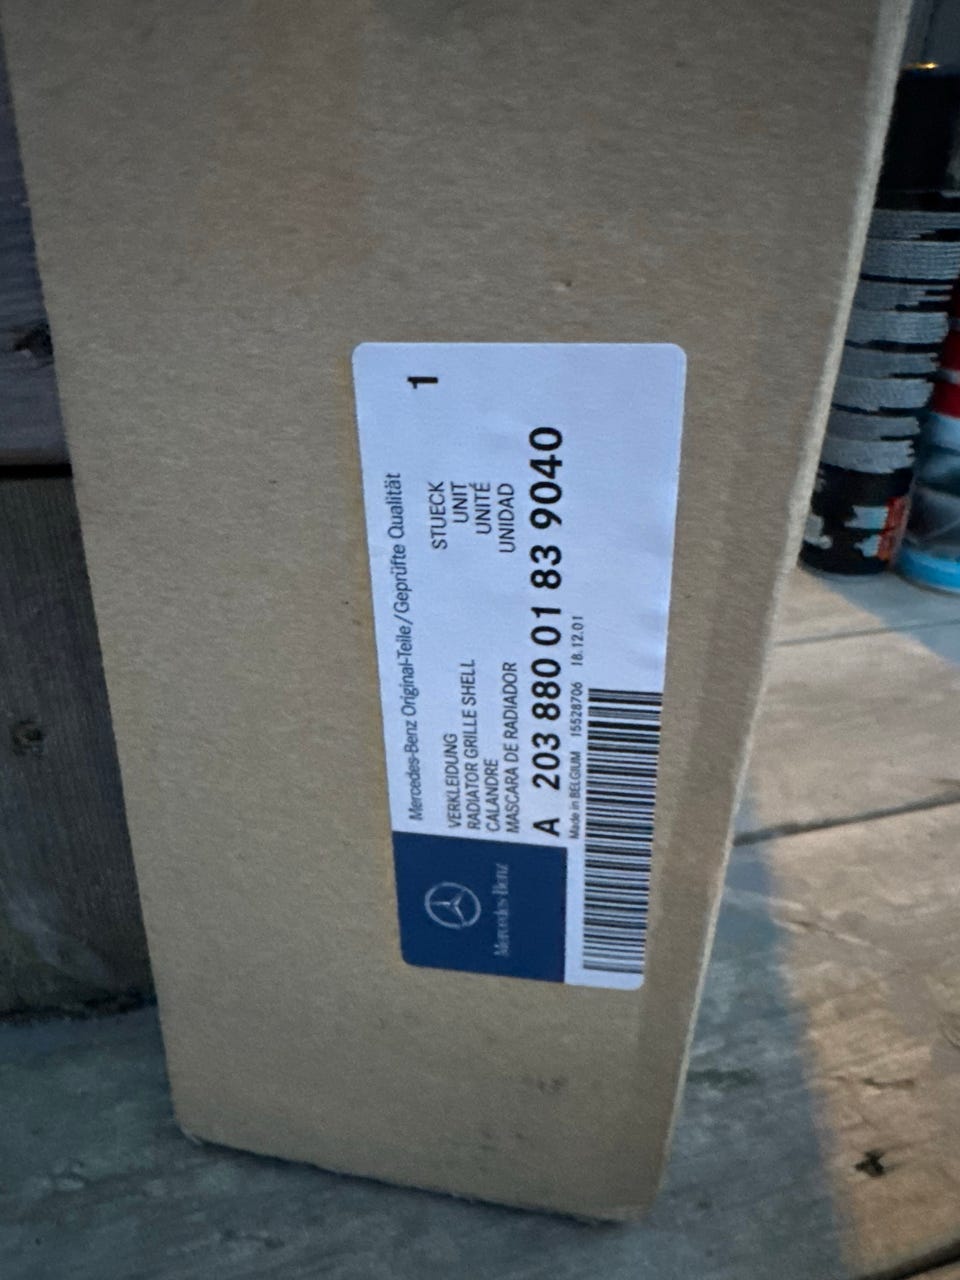 Mercedes-Benz Original-Teile/Geprüfte Qualität
1
VERKLEIDUNG
RADIATOR GRILLE SHELL
CALANDRE
MASCARA DE RADIADOR
STUECK
UNIT
UNITÉ
UNIDAD
A 203 880 01 83 9040
Made in BELGIUM 15528706 18.12.01
Mercedes-Benz